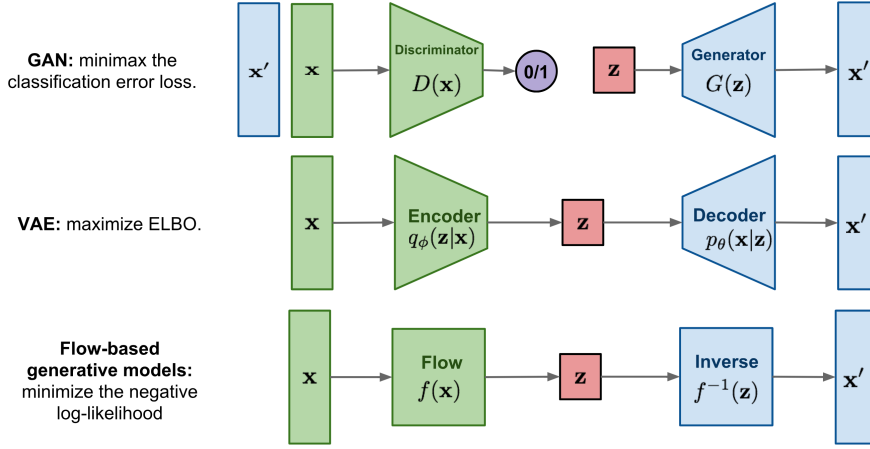 GAN: minimax the
classification error loss.
x′
x
Discriminator
D(x)
0/1
z
Generator
G(z)
x′
VAE: maximize ELBO.
x
Encoder
qϕ(z|x)
z
Decoder
pθ(x|z)
x′
Flow-based
generative models:
minimize the negative
log-likelihood
x
Flow
f(x)
z
Inverse
f⁻¹(z)
x′